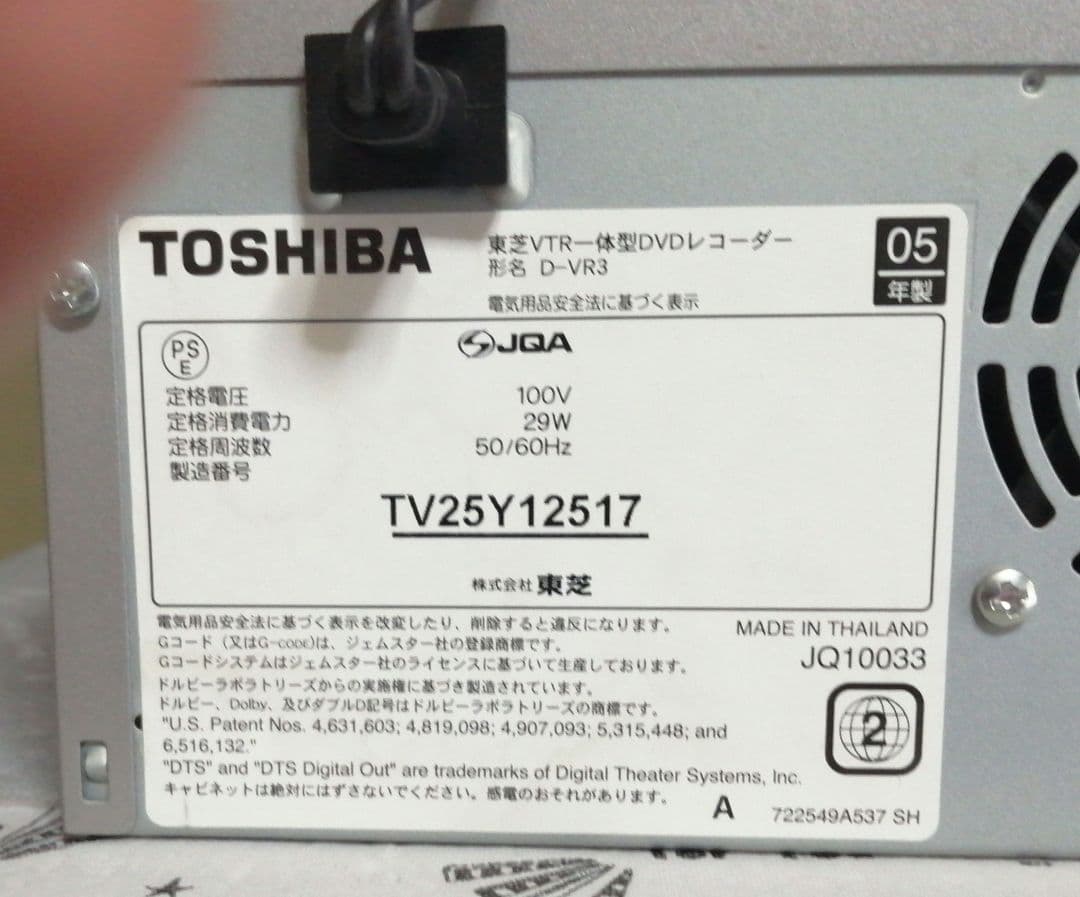 TOSHIBA
東芝VTR一体型DVDレコーダー
形名 D-VR3
電気用品安全法に基づく表示
05
年製
PS
E
JQA
定格電圧 100V
定格消費電力 29W
定格周波数 50/60Hz
製造番号
TV25Y12517
株式会社 東芝
電気用品安全法に基づく表示を改変したり、削除すると違反になります。
Gコード(又はG-CODE)は、ジェムスター社の登録商標です。
Gコードシステムはジェムスター社のライセンスに基づいて生産しております。
ドルビーラボラトリーズからの実施権に基づき製造されています。
ドルビー、Dolby、及びダブルD記号はドルビーラボラトリーズの商標です。
"U.S. Patent Nos. 4,631,603; 4,819,098; 4,907,093; 5,315,448; and
6,516,132."
"DTS" and "DTS Digital Out" are trademarks of Digital Theater Systems, Inc.
キャビネットは絶対にはずさないでください。感電のおそれがあります。
MADE IN THAILAND
JQ10033
2
A
722549A537 SH